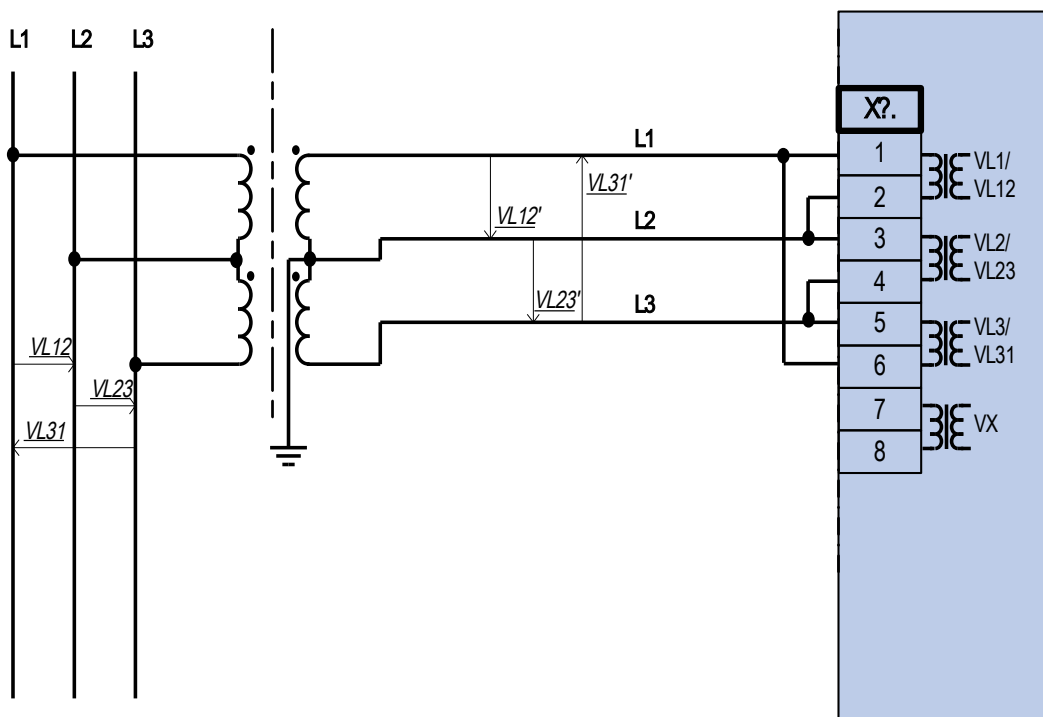 L1 L2 L3
X?.
L1
1
VL1/
VL12
VL31'
2
VL12'
L2
3
VL2/
VL23
4
VL23'
L3
5
VL3/
VL31
VL12
6
VL23
7
VX
VL31
8